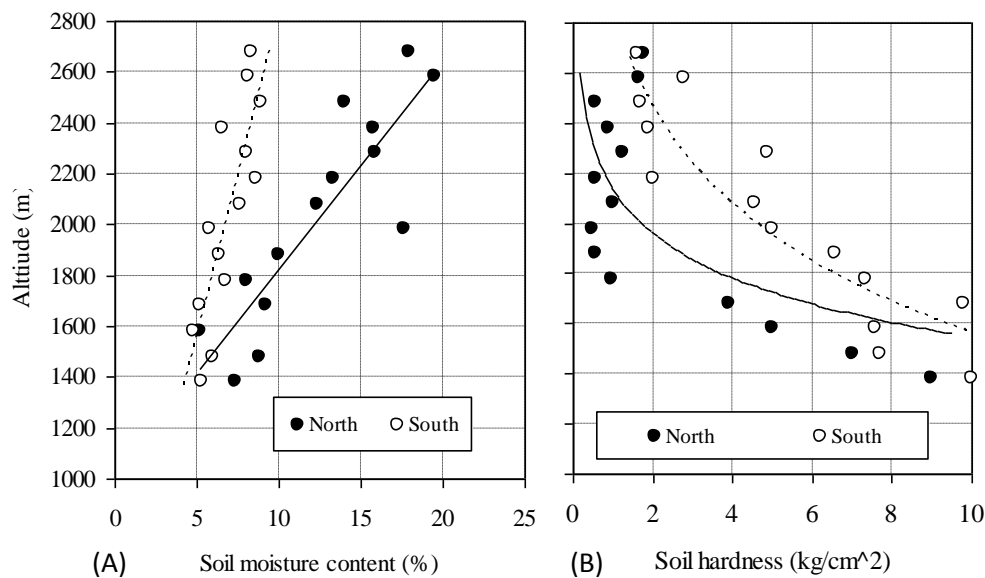 2800
2600
2400
2200
2000
1800
1600
1400
1200
1000
Alttiude (m)
North South
0 5 10 15 20 25
(A) Soil moisture content (%)
North South
0 2 4 6 8 10
(B) Soil hardness (kg/cm^2)